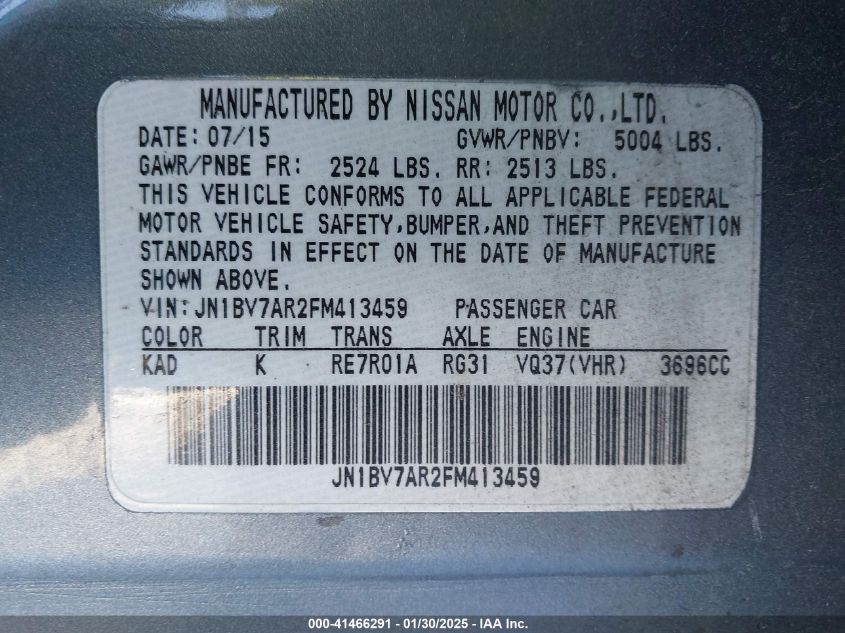 MANUFACTURED BY NISSAN MOTOR CO.,LTD.
DATE: 07/15 GVWR/PNBV: 5004 LBS.
GAWR/PNBE FR: 2524 LBS. RR: 2513 LBS.
THIS VEHICLE CONFORMS TO ALL APPLICABLE FEDERAL
MOTOR VEHICLE SAFETY,BUMPER,AND THEFT PREVENTION
STANDARDS IN EFFECT ON THE DATE OF MANUFACTURE
SHOWN ABOVE.
VIN: JN1BV7AR2FM413459 PASSENGER CAR
COLOR TRIM TRANS AXLE ENGINE
KAD K RE7R01A RG31 VQ37(VHR) 3696CC
JN1BV7AR2FM413459
000-41466291 - 01/30/2025 - IAA Inc.